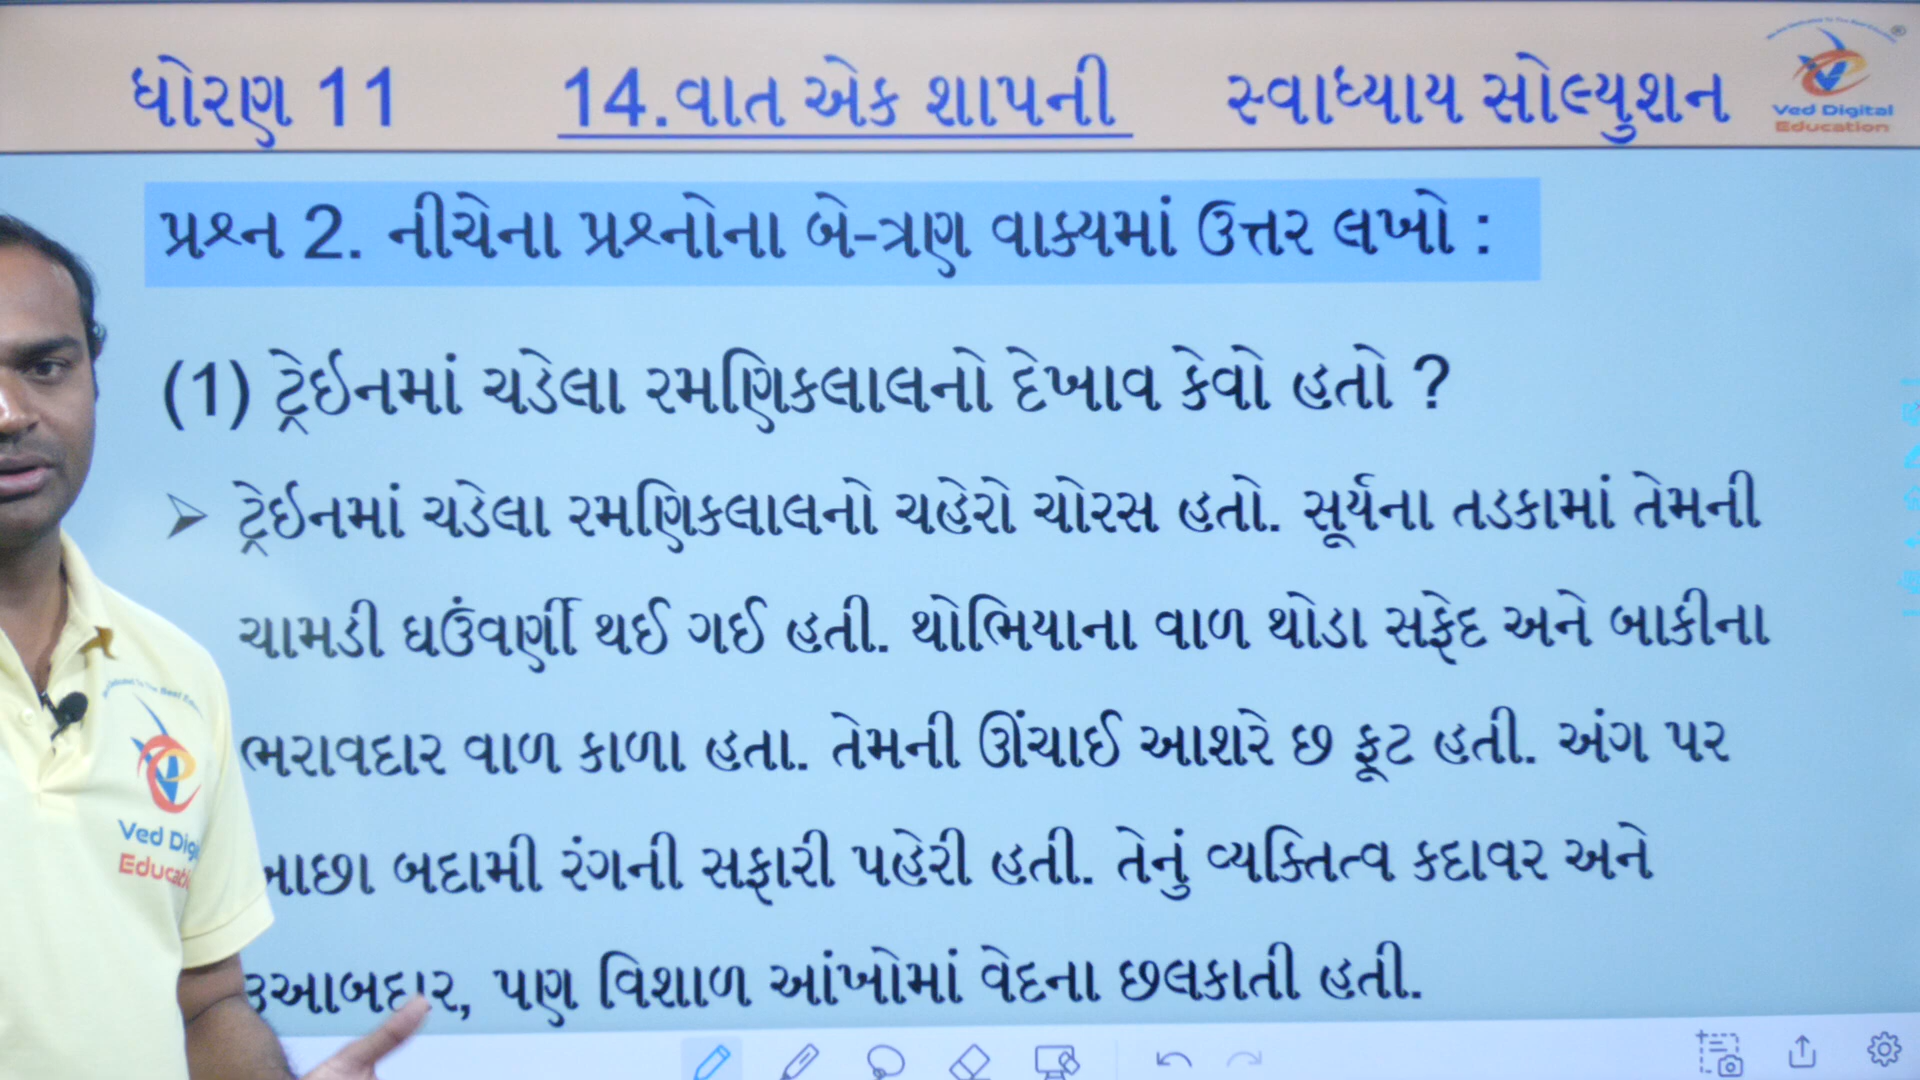 ધોરણ 11 14.વાત એક શાપની સ્વાધ્યાય સોલ્યુશન
Ved Digital
Education
પ્રશ્ન 2. નીચેના પ્રશ્નોના બે-ત્રણ વાક્યમાં ઉત્તર લખો :
(1) ટ્રેઇનમાં ચડેલા રમણિકલાલનો દેખાવ કેવો હતો ?
➢ ટ્રેઈનમાં ચડેલા રમણિકલાલનો ચહેરો ચોરસ હતો. સૂર્યના તડકામાં તેમની
ચામડી ઘઉંવર્ણી થઈ ગઈ હતી. થોભિયાના વાળ થોડા સફેદ અને બાકીના
ભરાવદાર વાળ કાળા હતા. તેમની ઊંચાઈ આશરે છ ફૂટ હતી. અંગ પર
બદામી રંગની સફારી પહેરી હતી. તેનું વ્યક્તિત્વ કદાવર અને
પણ વિશાળ આંખોમાં વેદના છલકાતી હતી.
Ved Digi
Educati